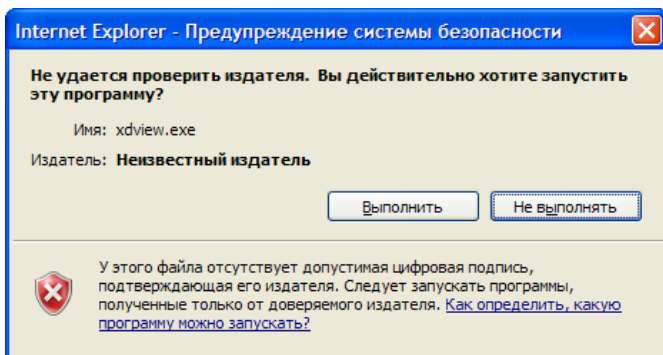 Internet Explorer - Предупреждение системы безопасности
Не удается проверить издателя. Вы действительно хотите запустить
эту программу?
Имя: xdview.exe
Издатель: Неизвестный издатель
Выполнить Не выполнять
У этого файла отсутствует допустимая цифровая подпись,
подтверждающая его издателя. Следует запускать программы,
полученные только от доверяемого издателя. Как определить, какую
программу можно запускать?